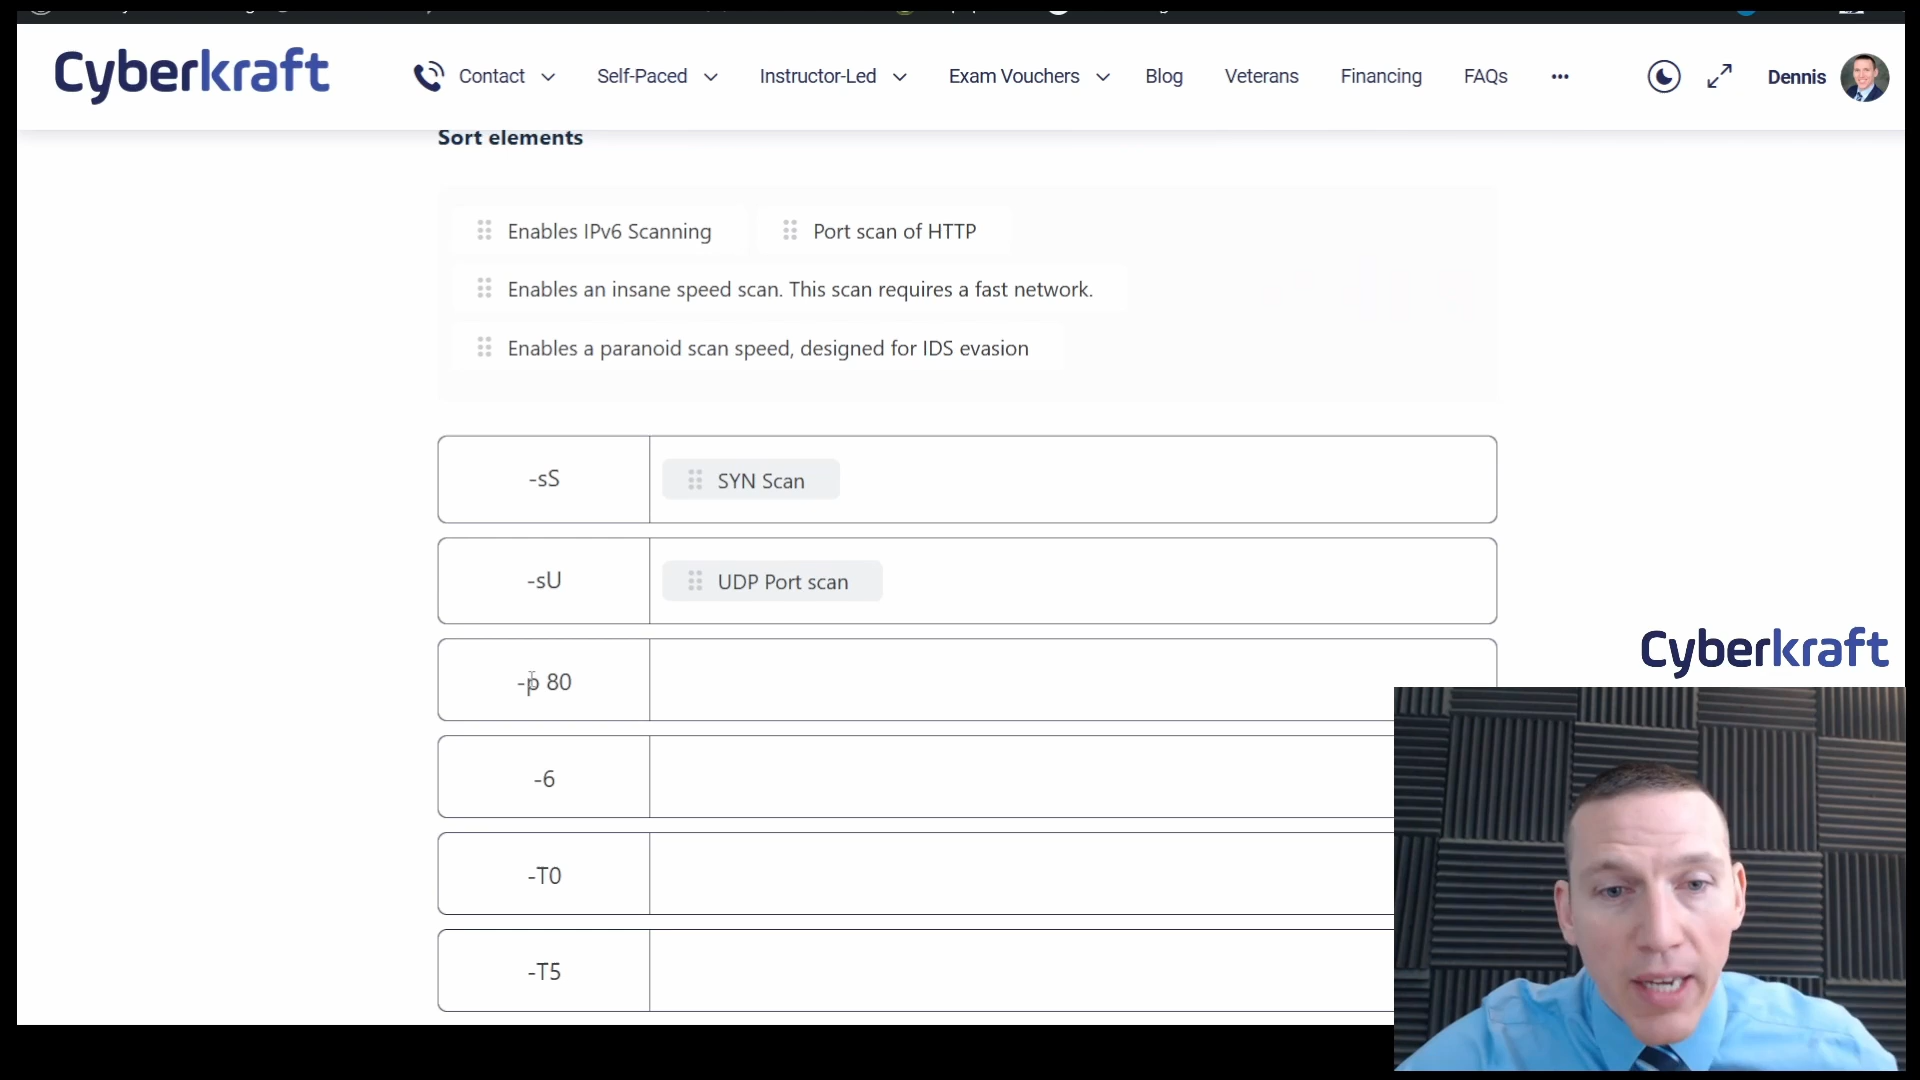 Cyberkraft
Contact Self-Paced Instructor-Led Exam Vouchers Blog Veterans Financing FAQs ••• Dennis
Sort elements
Enables IPv6 Scanning
Port scan of HTTP
Enables an insane speed scan. This scan requires a fast network.
Enables a paranoid scan speed, designed for IDS evasion
-sS
SYN Scan
-sU
UDP Port scan
-p 80
-6
-T0
-T5
Cyberkraft